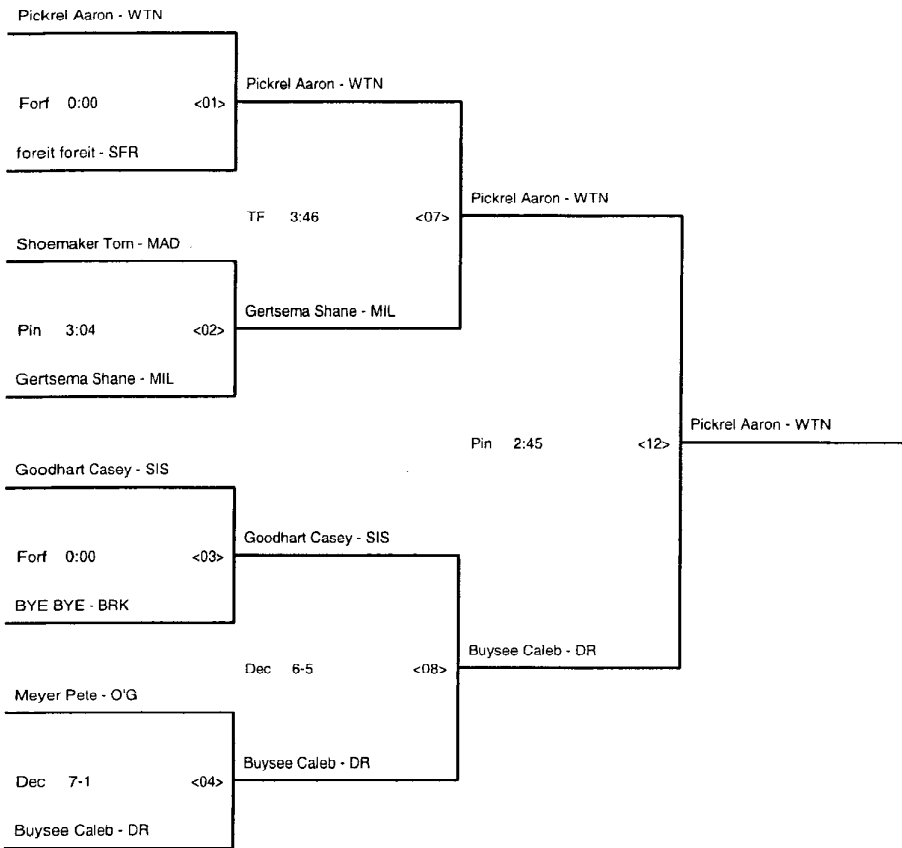 Pickrel Aaron - WTN
Pickrel Aaron - WTN
Forf 0:00 <01>
foreit foreit - SFR
Pickrel Aaron - WTN
TF 3:46 <07>
Shoemaker Tom - MAD
Gertsema Shane - MIL
Pin 3:04 <02>
Gertsema Shane - MIL
Pickrel Aaron - WTN
Pin 2:45 <12>
Goodhart Casey - SIS
Goodhart Casey - SIS
Forf 0:00 <03>
BYE BYE - BRK
Buysee Caleb - DR
Dec 6-5 <08>
Meyer Pete - O'G
Buysee Caleb - DR
Dec 7-1 <04>
Buysee Caleb - DR